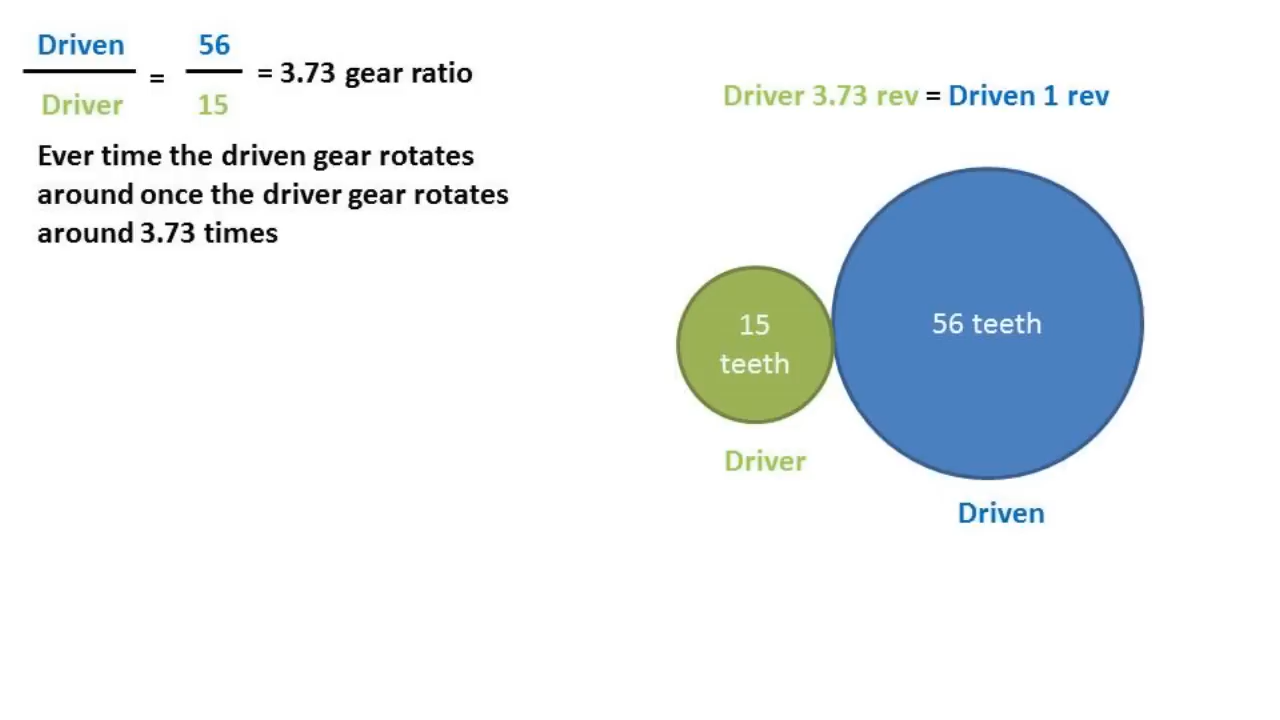 Driven
Driver
=
56
15
= 3.73 gear ratio
Ever time the driven gear rotates
around once the driver gear rotates
around 3.73 times
Driver 3.73 rev = Driven 1 rev
15
teeth
56 teeth
Driver
Driven